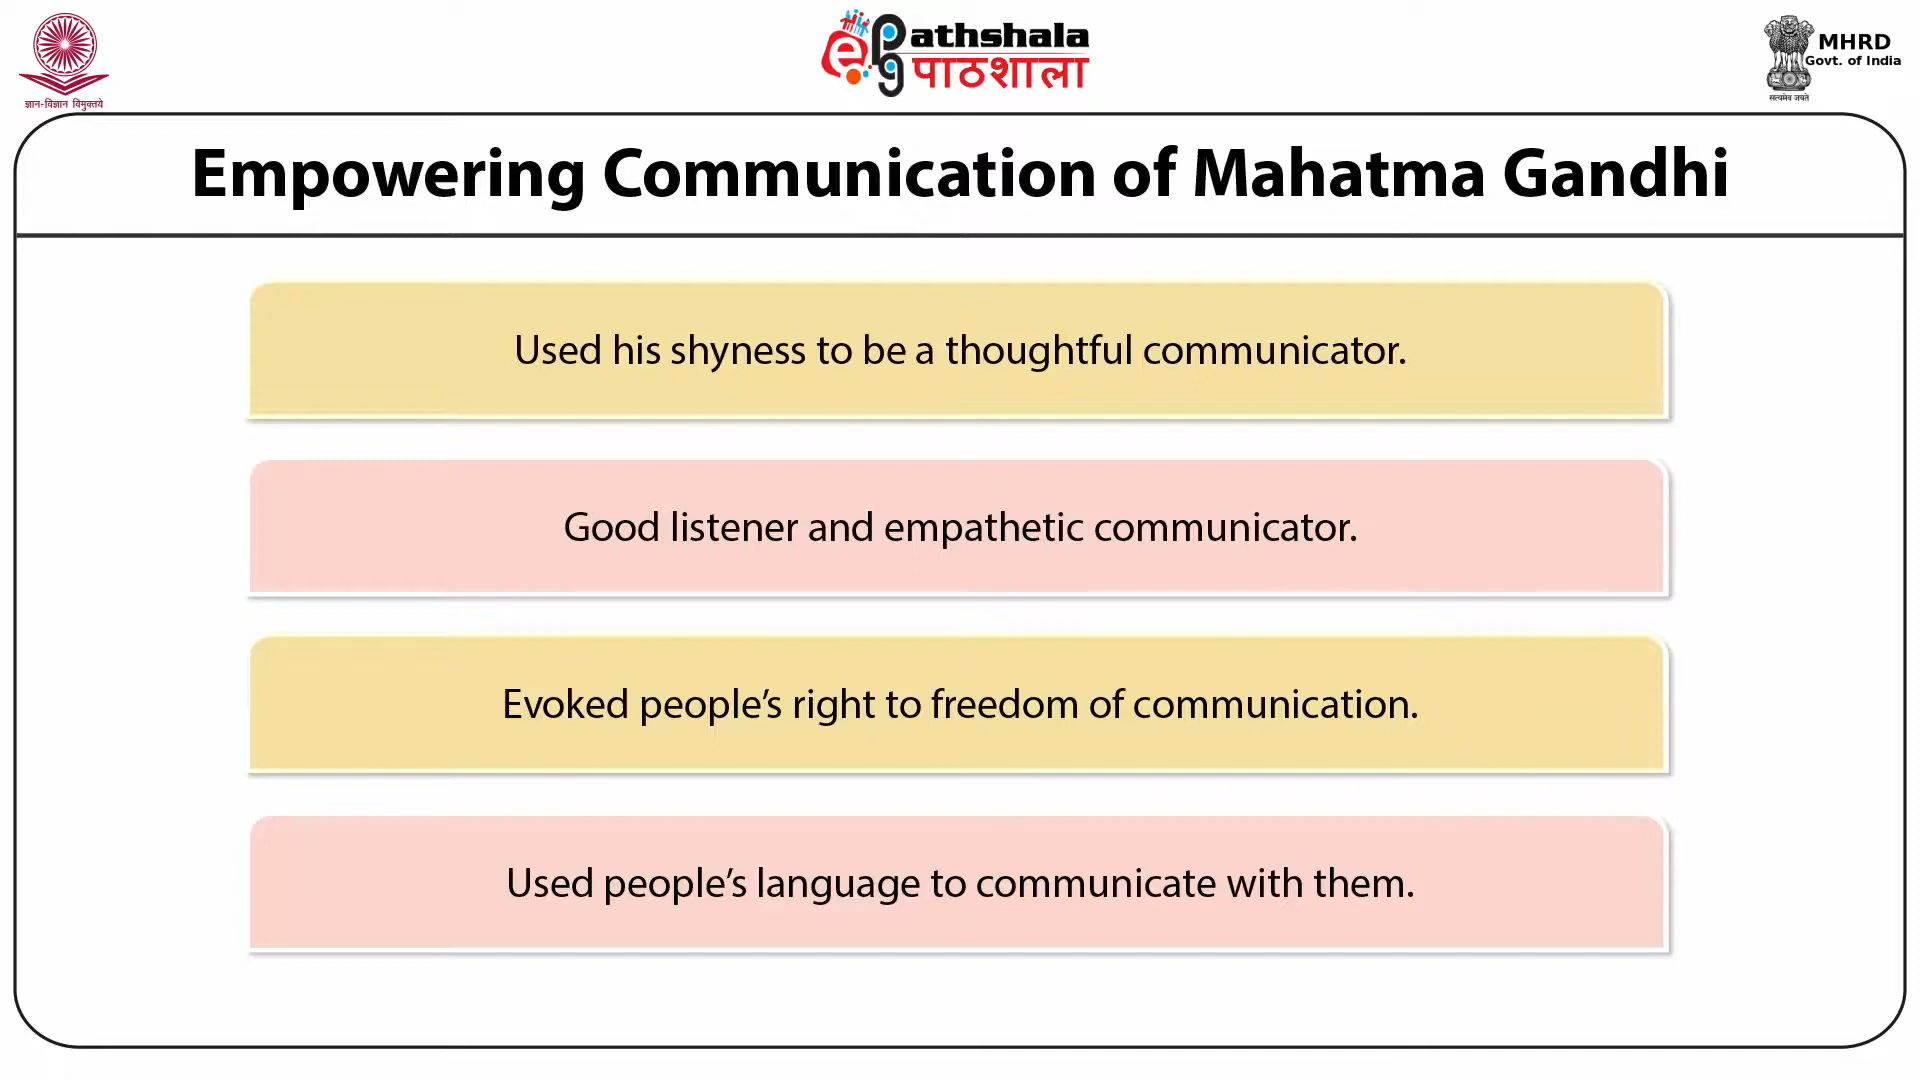 ज्ञान-विज्ञान विमुक्तये
e PG Pathshala
पाठशाला
MHRD
Govt. of India
सत्यमेव जयते
Empowering Communication of Mahatma Gandhi
Used his shyness to be a thoughtful communicator.
Good listener and empathetic communicator.
Evoked people’s right to freedom of communication.
Used people’s language to communicate with them.